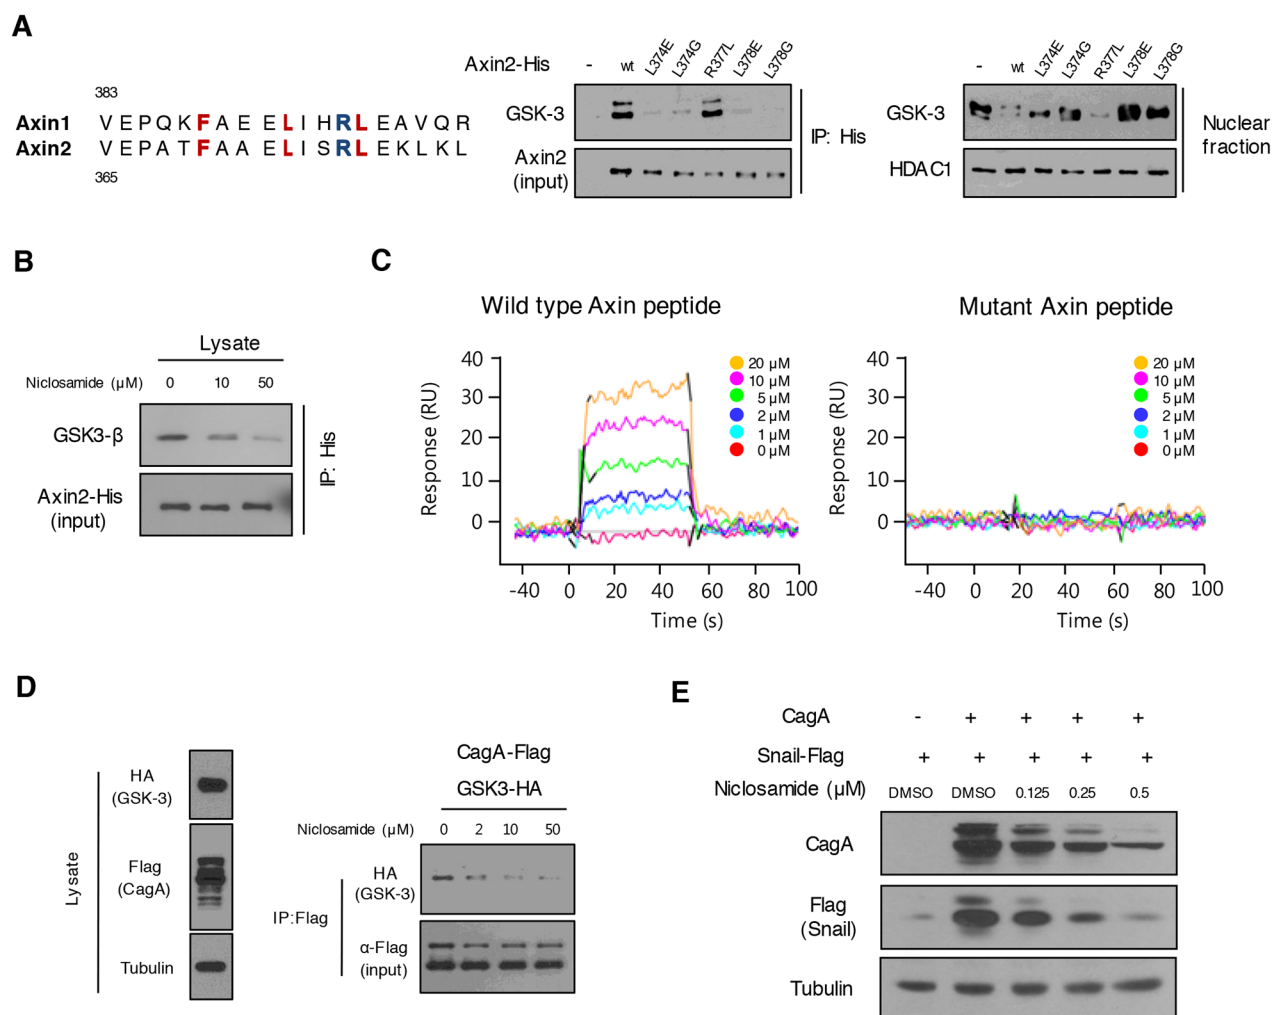 A
383
Axin1 V E P Q K F A E E L I H R L E A V Q R
Axin2 V E P A T F A A E L I S R L E K L K L
365
Axin2-His - wt L374E L374G R377L L378E L378G
GSK-3
Axin2
(input)
IP: His
- wt L374E L374G R377L L378E L378G
GSK-3
HDAC1
Nuclear
fraction
B
Lysate
Niclosamide (μM) 0 10 50
GSK3-β
Axin2-His
(input)
IP: His
C
Wild type Axin peptide
Response (RU)
40
30
20
10
0
20 μM
10 μM
5 μM
2 μM
1 μM
0 μM
-40 0 20 40 60 80 100
Time (s)
Mutant Axin peptide
Response (RU)
40
30
20
10
0
20 μM
10 μM
5 μM
2 μM
1 μM
0 μM
-40 0 20 40 60 80 100
Time (s)
D
Lysate
HA
(GSK-3)
Flag
(CagA)
Tubulin
CagA-Flag
GSK3-HA
Niclosamide (μM) 0 2 10 50
IP:Flag
HA
(GSK-3)
α-Flag
(input)
E
CagA - + + + +
Snail-Flag + + + + +
Niclosamide (μM) DMSO DMSO 0.125 0.25 0.5
CagA
Flag
(Snail)
Tubulin